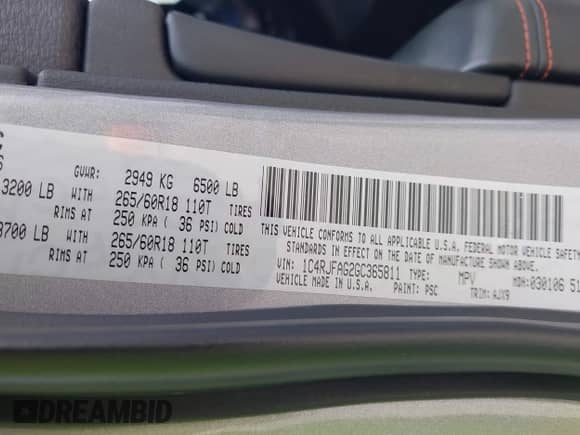 C
S
GVWR: 2949 KG 6500 LB
3200 LB WITH 265/60R18 110T TIRES
RIMS AT 250 KPA ( 36 PSI) COLD
3700 LB WITH 265/60R18 110T TIRES
RIMS AT 250 KPA ( 36 PSI) COLD
THIS VEHICLE CONFORMS TO ALL APPLICABLE U.S.A. FEDERAL MOTOR VEHICLE SAFETY
STANDARDS IN EFFECT ON THE DATE OF MANUFACTURE SHOWN ABOVE.
VIN: 1C4RJFAG2GC365811 TYPE: MPV MDH: 030106 51
VEHICLE MADE IN U.S.A. PAINT: PSC TRIM: AJX9
DREAMBID